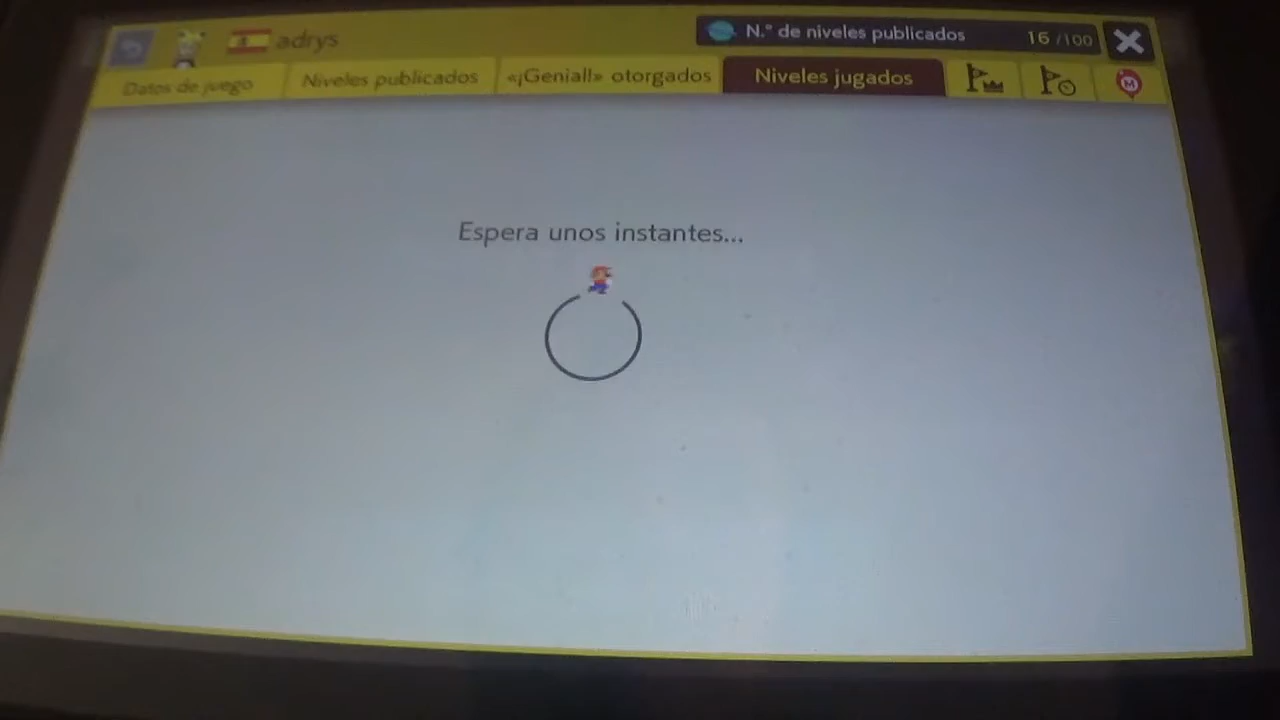 adrys
N.º de niveles publicados 16/100
Datos de juego
Niveles publicados
«¡Genial!» otorgados
Niveles jugados
M
Espera unos instantes...